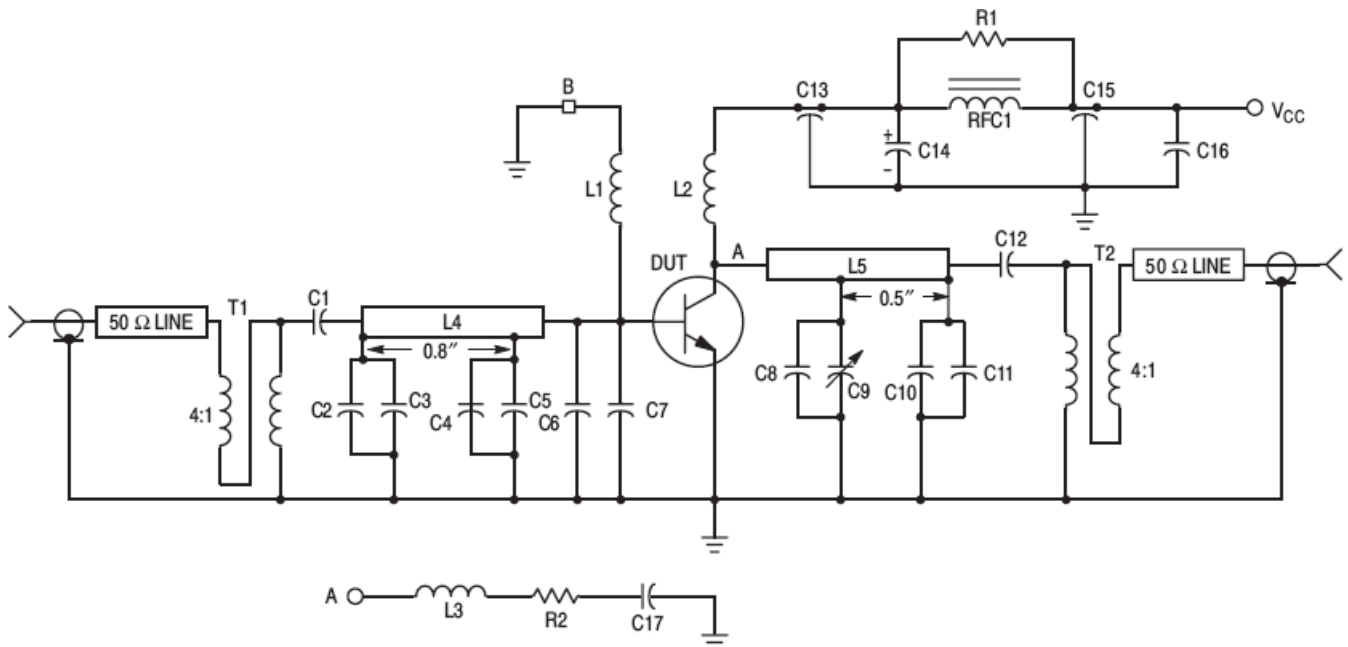 R1
B
C13
C15
RFC1
V_CC
+
C14
–
C16
L1
L2
C12
T2
DUT
A
L5
50 Ω LINE
0.5″
T1
C1
50 Ω LINE
L4
0.8″
C8
C9
C10
C11
4:1
4:1
C2
C3
C4
C5
C6
C7
A
L3
R2
C17